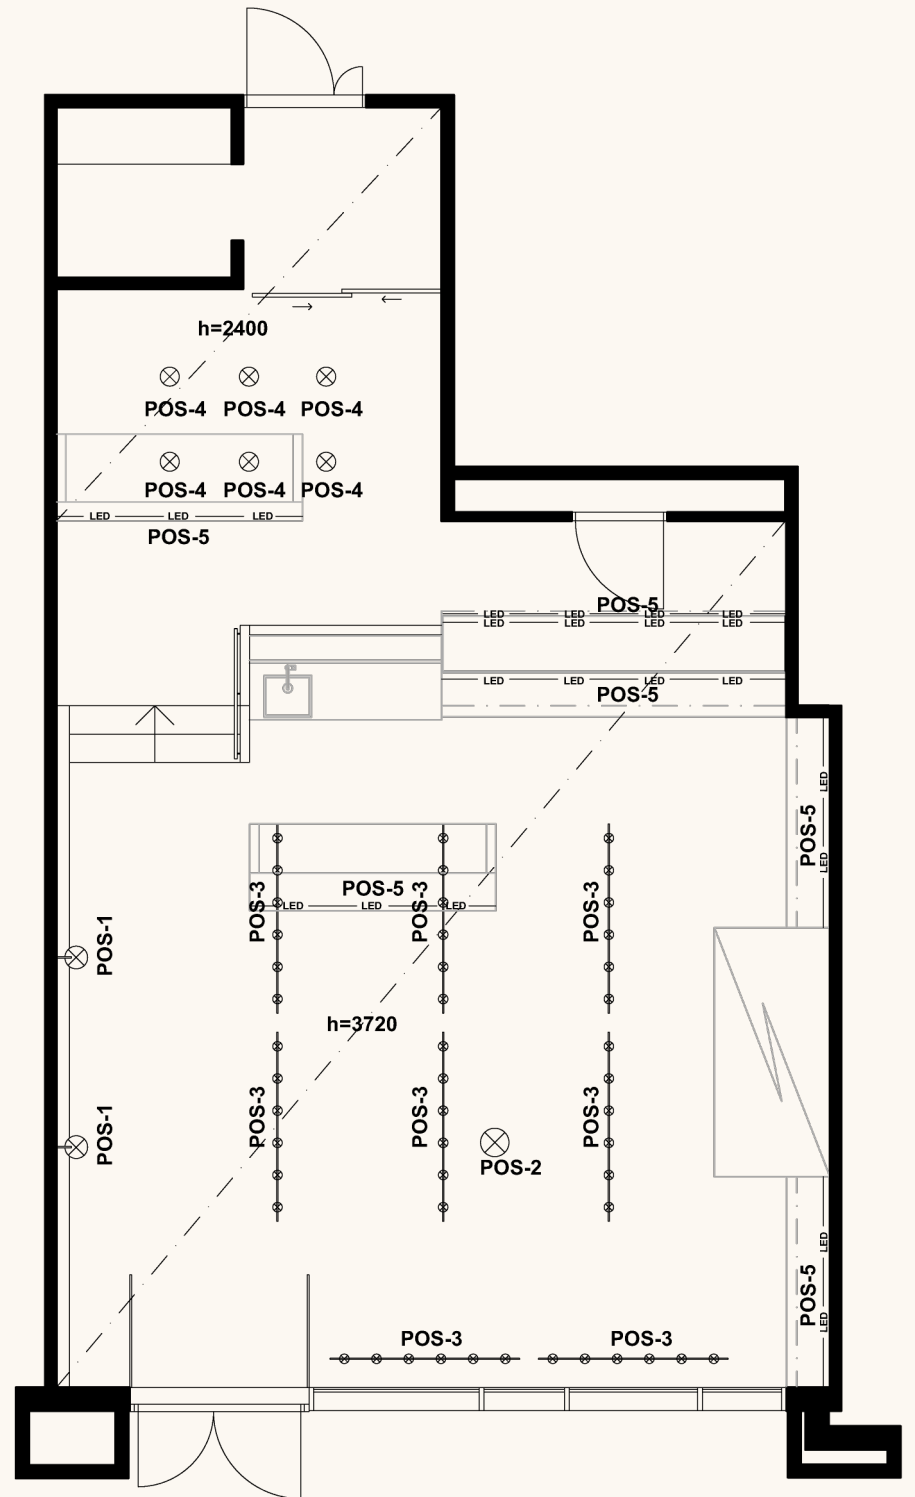 h=2400
POS-4 POS-4 POS-4
POS-4 POS-4 POS-4
LED LED LED
POS-5
POS-5
LED LED LED LED
LED LED LED LED
LED LED LED LED
POS-5
LED
POS-5
LED
POS-5
POS-3
POS-3
POS-3
LED LED LED
POS-1
h=3720
POS-3
POS-3
POS-3
POS-1
POS-2
LED
POS-5
LED
POS-3 POS-3